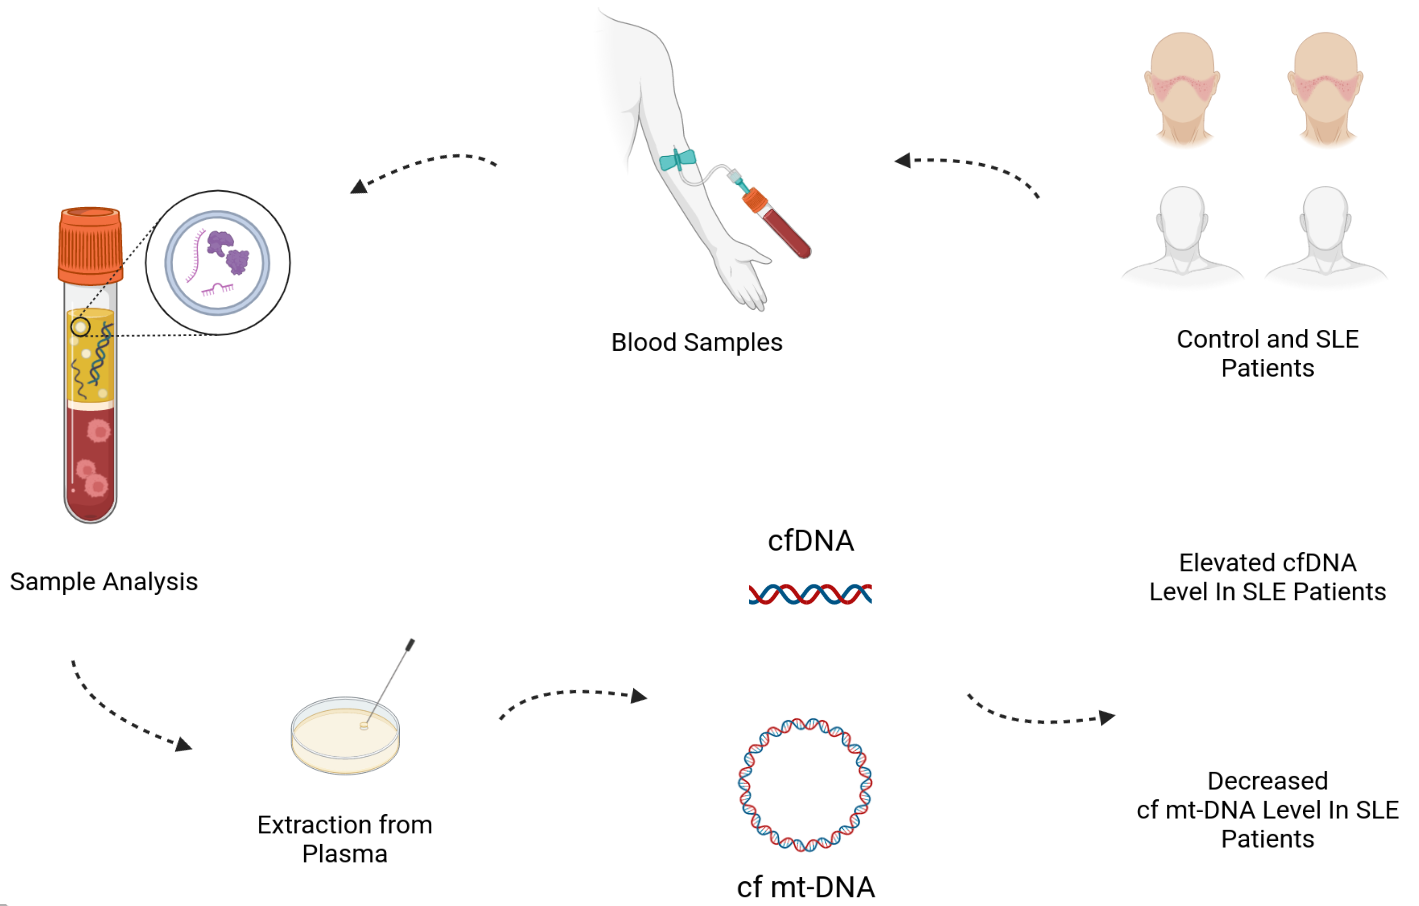 Control and SLE
Patients
Blood Samples
Sample Analysis
Extraction from
Plasma
cfDNA
cf mt-DNA
Elevated cfDNA
Level In SLE Patients
Decreased
cf mt-DNA Level In SLE
Patients